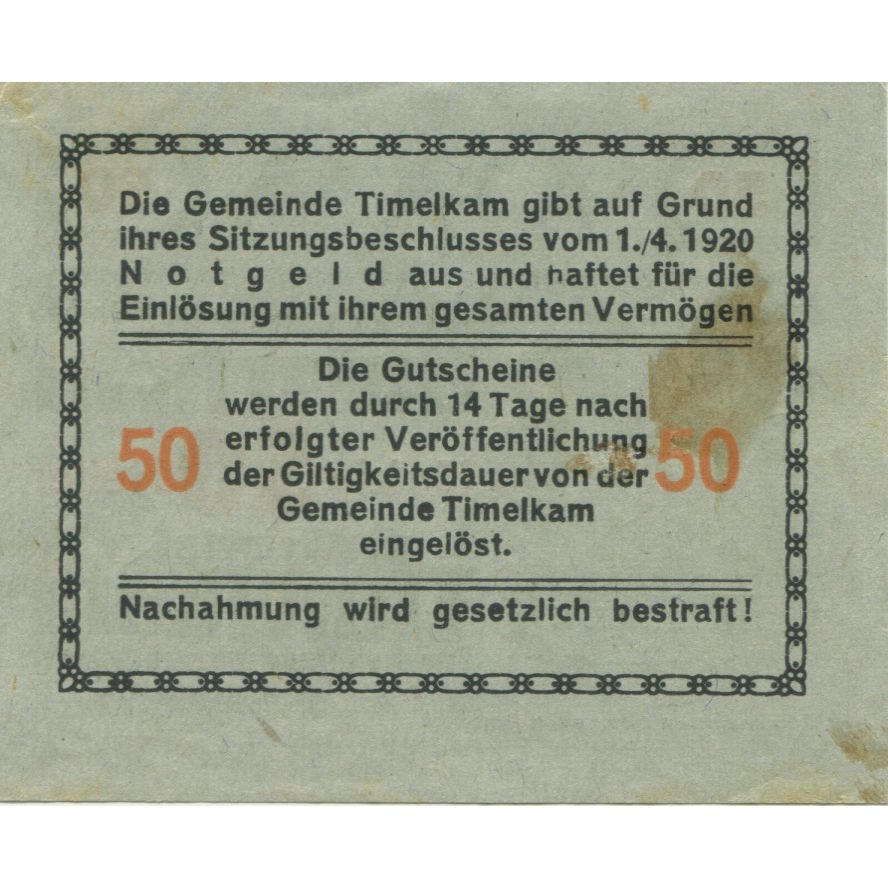 Die Gemeinde Timelkam gibt auf Grund
ihres Sitzungsbeschlusses vom 1./4. 1920
Notgeld aus und haftet für die
Einlösung mit ihrem gesamten Vermögen
Die Gutscheine
werden durch 14 Tage nach
50 erfolgter Veröffentlichung 50
der Giltigkeitsdauer von der
Gemeinde Timelkam
eingelöst.
Nachahmung wird gesetzlich bestraft!